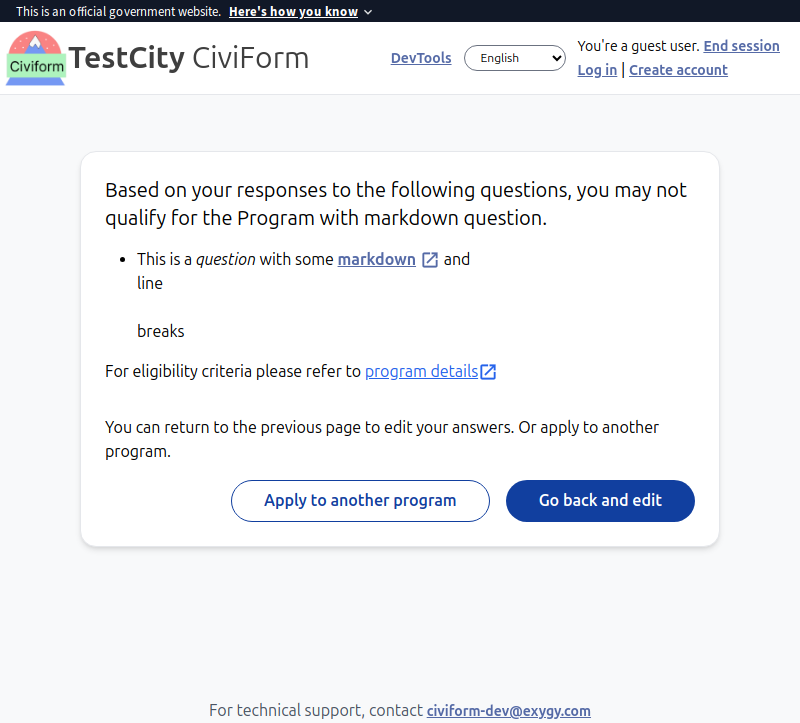 This is an official government website. Here's how you know
Civiform
TestCity CiviForm
DevTools
English
You're a guest user. End session
Log in | Create account
Based on your responses to the following questions, you may not
qualify for the Program with markdown question.
• This is a question with some markdown and
line
breaks
For eligibility criteria please refer to program details
You can return to the previous page to edit your answers. Or apply to another
program.
Apply to another program
Go back and edit
For technical support, contact civiform-dev@exygy.com